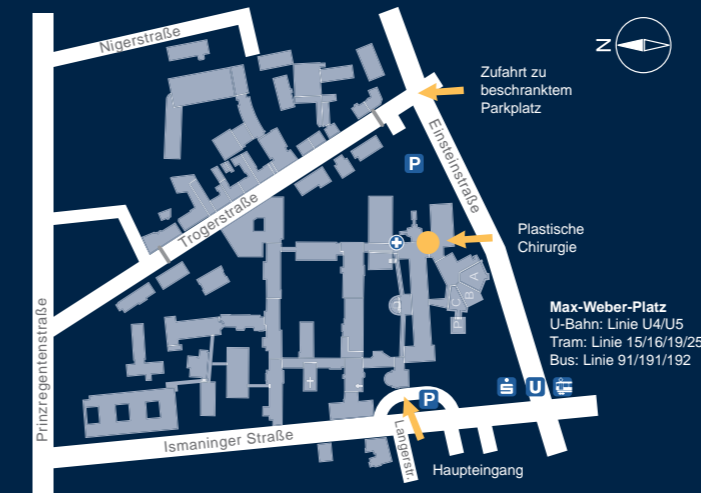 Nigerstraße
N
Zufahrt zu
beschranktem
Parkplatz
Einsteinstraße
P
Trogerstraße
Plastische
Chirurgie
A
B
C
P
Prinzregentenstraße
Max-Weber-Platz
U-Bahn: Linie U4/U5
Tram: Linie 15/16/19/25
Bus: Linie 91/191/192
S
U
P
Ismaninger Straße
Langerstr.
Haupteingang